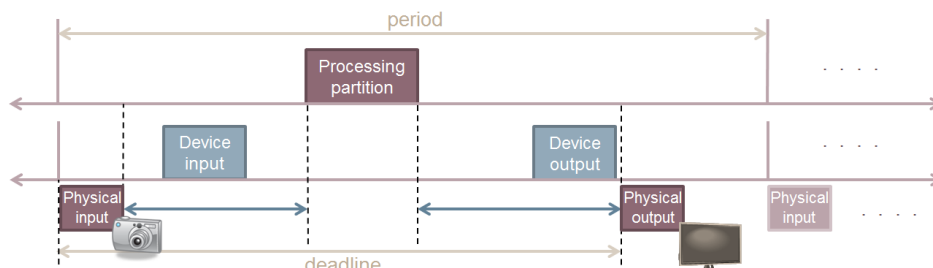 period
Processing
partition
. . . .
Device
input
Device
output
. . . .
Physical
input
Physical
output
Physical
input
. . . .
deadline